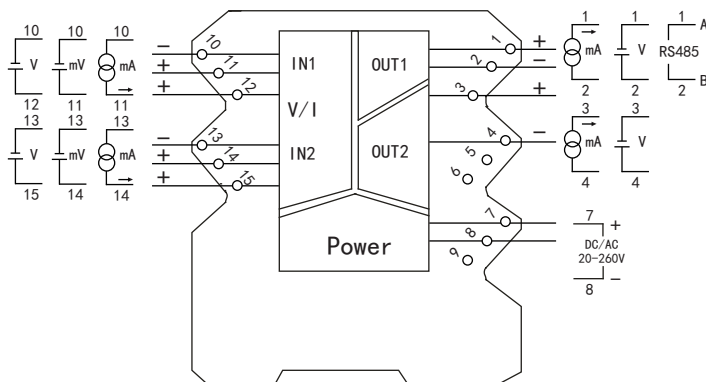 10 10 10
V mV mA
12 11 11
13 13 13
V mV mA
15 14 14
− 10
+ 11
+ 12
− 13
+ 14
+ 15
IN1
V/I
IN2
OUT1
OUT2
Power
1 +
2 −
3 +
4 −
5
6
7
8
9
1 1 1 A
mA V RS485
2 2 2 B
3 3
mA V
4 4
7 +
DC/AC
20-260V
8 −